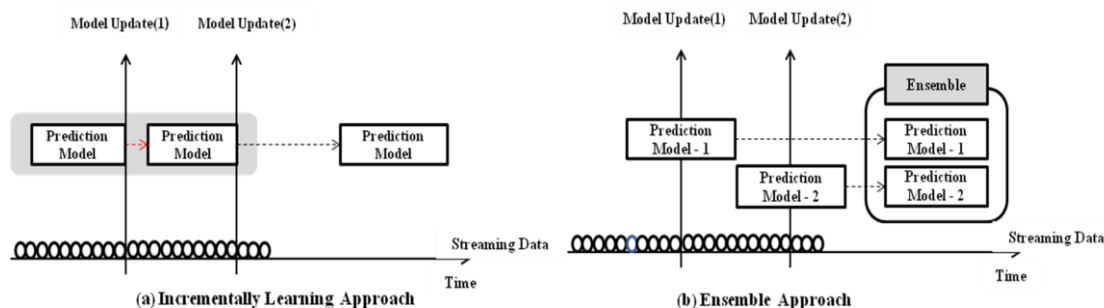 Model Update(1)
Model Update(2)
Prediction
Model
Prediction
Model
Prediction
Model
Streaming Data
Time
(a) Incrementally Learning Approach
Model Update(1)
Model Update(2)
Ensemble
Prediction
Model - 1
Prediction
Model - 1
Prediction
Model - 2
Prediction
Model - 2
Streaming Data
Time
(b) Ensemble Approach